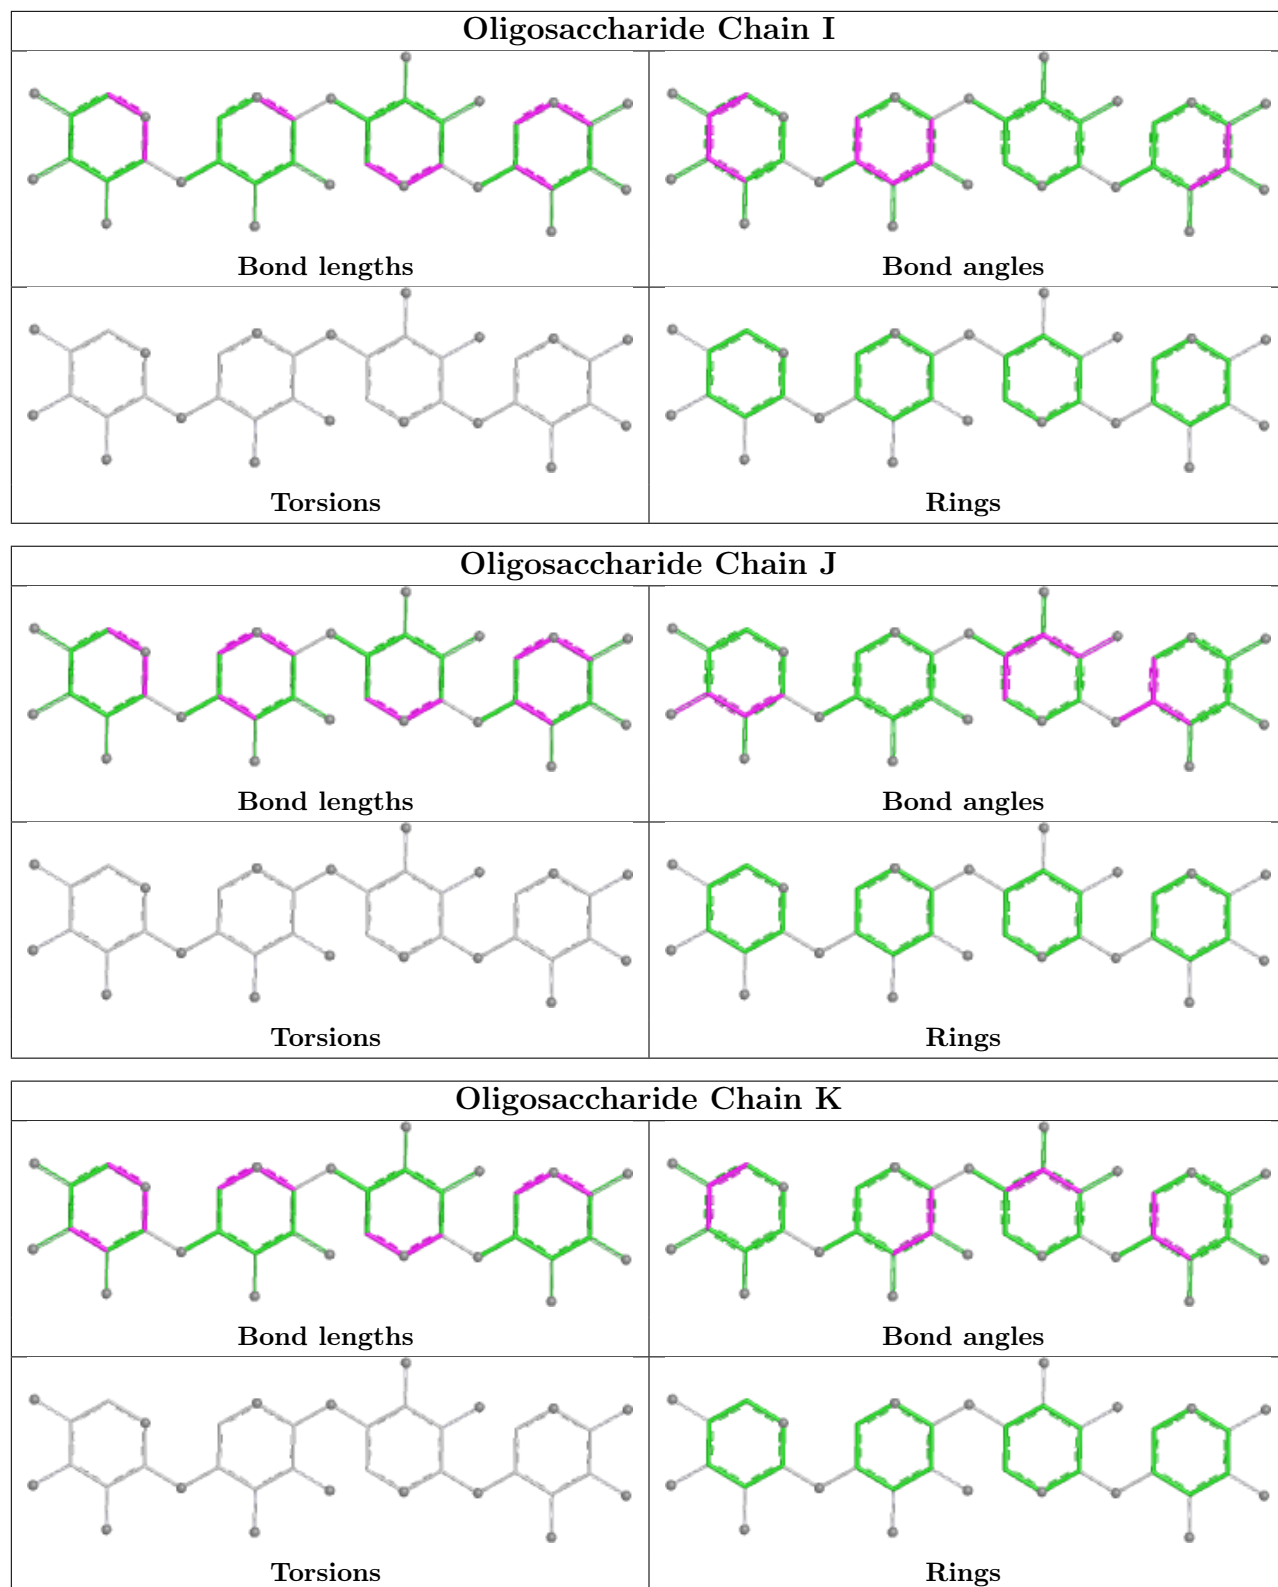 Oligosaccharide Chain I
Bond lengths
Bond angles
Torsions
Rings
Oligosaccharide Chain J
Bond lengths
Bond angles
Torsions
Rings
Oligosaccharide Chain K
Bond lengths
Bond angles
Torsions
Rings